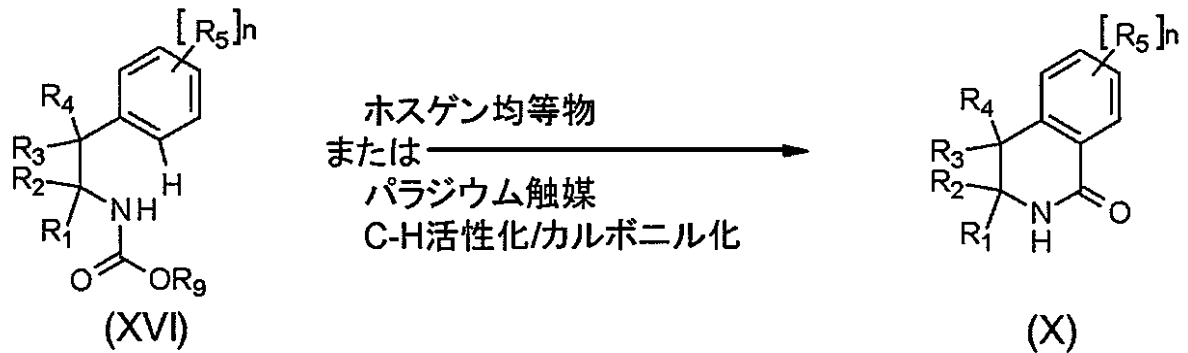 [R5]n
R4
R3
R2
R1
H
NH
O
OR9
(XVI)
ホスゲン均等物
または
パラジウム触媒
C-H活性化/カルボニル化
[R5]n
R4
R3
R2
R1
N
H
O
(X)